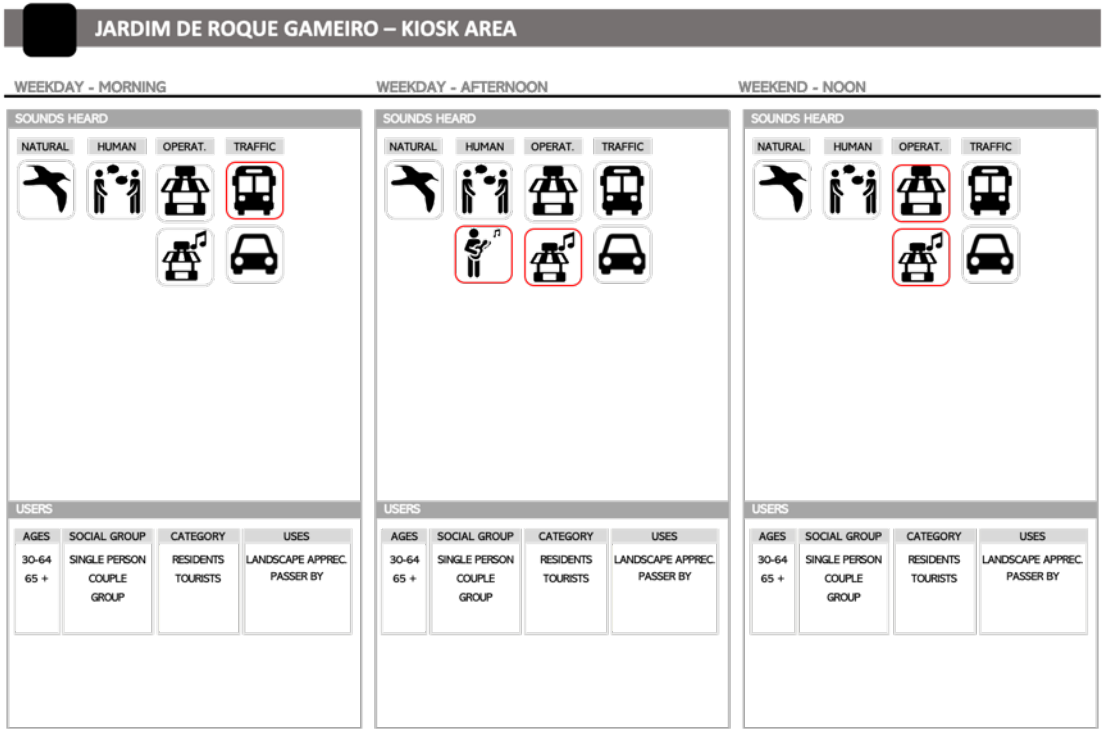 JARDIM DE ROQUE GAMEIRO – KIOSK AREA
WEEKDAY - MORNING
SOUNDS HEARD
NATURAL HUMAN OPERAT. TRAFFIC
USERS
AGES SOCIAL GROUP CATEGORY USES
30-64 SINGLE PERSON RESIDENTS LANDSCAPE APPREC.
65 + COUPLE TOURISTS PASSER BY
GROUP
WEEKDAY - AFTERNOON
SOUNDS HEARD
NATURAL HUMAN OPERAT. TRAFFIC
USERS
AGES SOCIAL GROUP CATEGORY USES
30-64 SINGLE PERSON RESIDENTS LANDSCAPE APPREC.
65 + COUPLE TOURISTS PASSER BY
GROUP
WEEKEND - NOON
SOUNDS HEARD
NATURAL HUMAN OPERAT. TRAFFIC
USERS
AGES SOCIAL GROUP CATEGORY USES
30-64 SINGLE PERSON RESIDENTS LANDSCAPE APPREC.
65 + COUPLE TOURISTS PASSER BY
GROUP